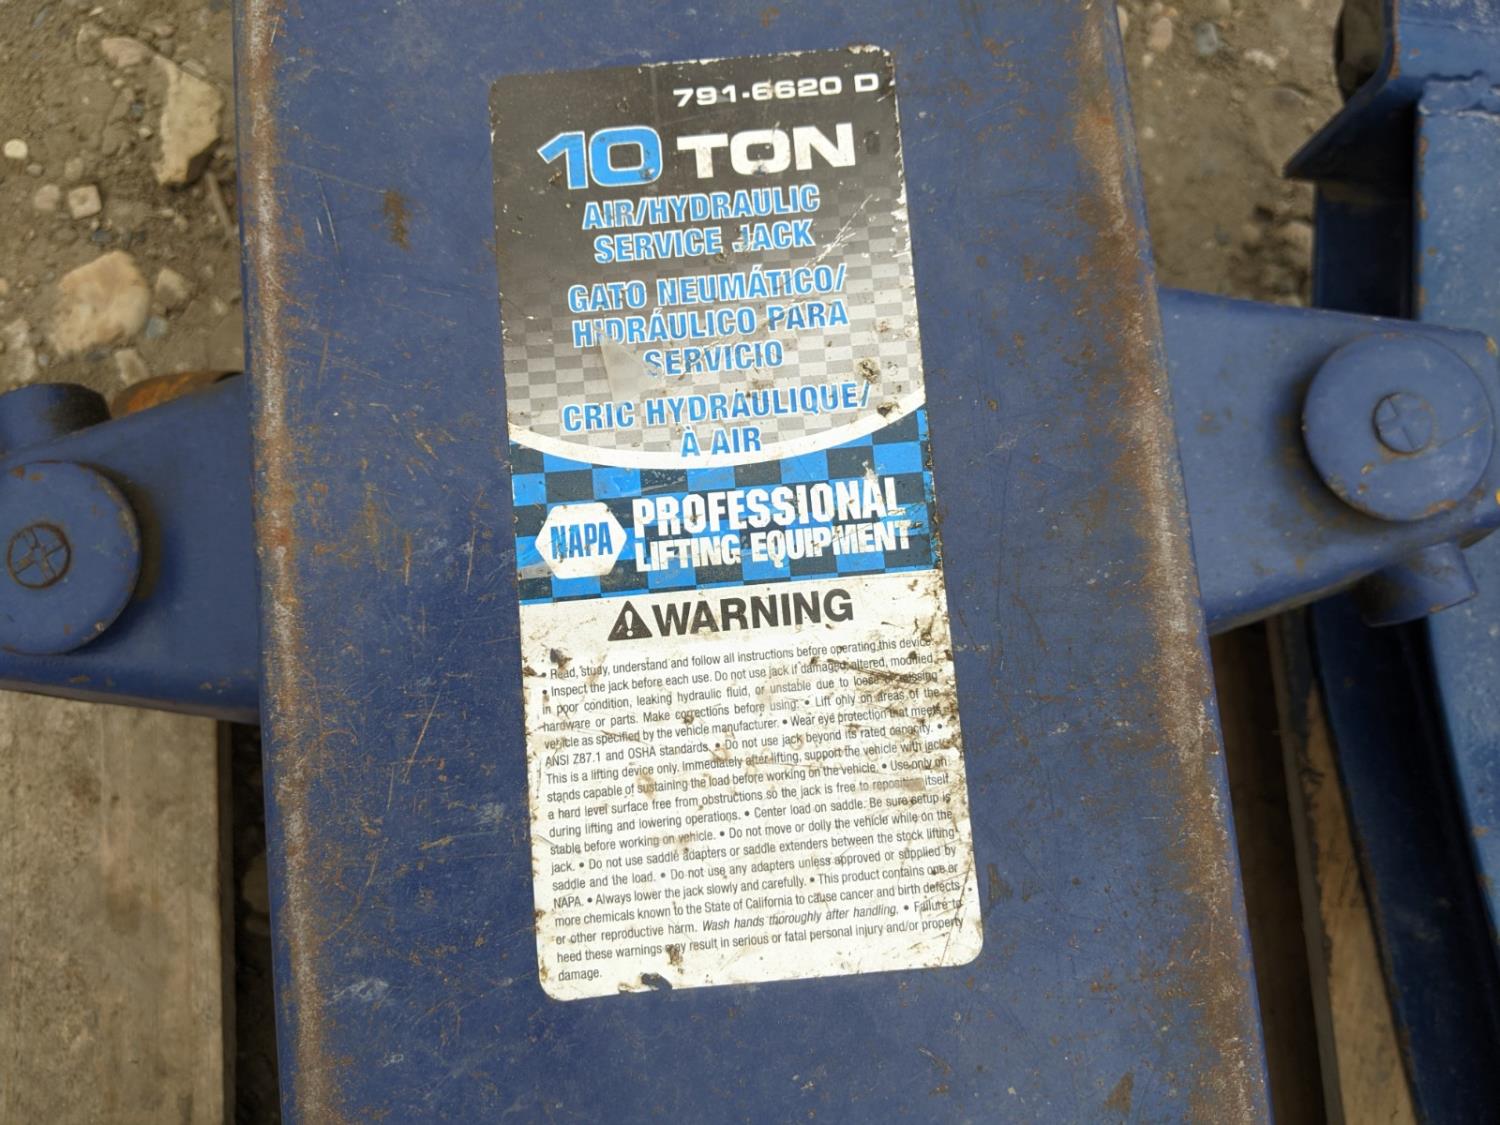 791-6620 D
10 TON
AIR/HYDRAULIC
SERVICE JACK
GATO NEUMÁTICO/
HIDRÁULICO PARA
SERVICIO
CRIC HYDRAULIQUE/
À AIR
NAPA
PROFESSIONAL
LIFTING EQUIPMENT
WARNING
• Read, study, understand and follow all instructions before operating this device.
• Inspect the jack before each use. Do not use jack if damaged, altered, modified,
in poor condition, leaking hydraulic fluid, or unstable due to loose or missing
hardware or parts. Make corrections before using. • Lift only on areas of the
vehicle as specified by the vehicle manufacturer. • Wear eye protection that meets
ANSI Z87.1 and OSHA standards. • Do not use jack beyond its rated capacity. •
This is a lifting device only. Immediately after lifting, support the vehicle with jack
stands capable of sustaining the load before working on the vehicle. • Use only on
a hard level surface free from obstructions so the jack is free to reposition itself
during lifting and lowering operations. • Center load on saddle. Be sure setup is
stable before working on vehicle. • Do not move or dolly the vehicle while on the
jack. • Do not use saddle adapters or saddle extenders between the stock lifting
saddle and the load. • Do not use any adapters unless approved or supplied by
NAPA. • Always lower the jack slowly and carefully. • This product contains one or
more chemicals known to the State of California to cause cancer and birth defects
or other reproductive harm. Wash hands thoroughly after handling. • Failure to
heed these warnings may result in serious or fatal personal injury and/or property
damage.